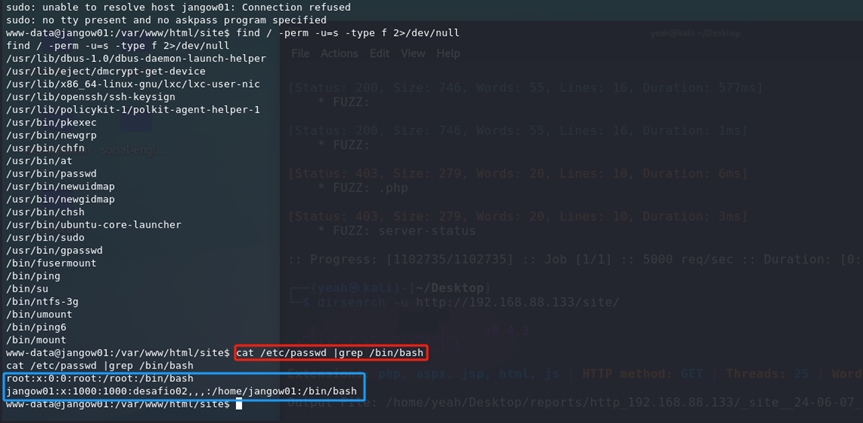 sudo: unable to resolve host jangow01: Connection refused
sudo: no tty present and no askpass program specified
www-data@jangow01:/var/www/html/site$ find / -perm -u=s -type f 2>/dev/null
find / -perm -u=s -type f 2>/dev/null
/usr/lib/dbus-1.0/dbus-daemon-launch-helper
/usr/lib/eject/dmcrypt-get-device
/usr/lib/x86_64-linux-gnu/lxc/lxc-user-nic
/usr/lib/openssh/ssh-keysign
/usr/lib/policykit-1/polkit-agent-helper-1
/usr/bin/pkexec
/usr/bin/newgrp
/usr/bin/chfn
/usr/bin/at
/usr/bin/passwd
/usr/bin/newuidmap
/usr/bin/newgidmap
/usr/bin/chsh
/usr/bin/ubuntu-core-launcher
/usr/bin/sudo
/usr/bin/gpasswd
/bin/fusermount
/bin/ping
/bin/su
/bin/ntfs-3g
/bin/umount
/bin/ping6
/bin/mount
www-data@jangow01:/var/www/html/site$ cat /etc/passwd |grep /bin/bash
cat /etc/passwd |grep /bin/bash
root:x:0:0:root:/root:/bin/bash
jangow01:x:1000:1000:desafio02,,,:/home/jangow01:/bin/bash
www-data@jangow01:/var/www/html/site$
yeah@kali: ~/Desktop
File Actions Edit View Help
[Status: 200, Size: 746, Words: 55, Lines: 16, Duration: 577ms]
* FUZZ:
[Status: 200, Size: 746, Words: 55, Lines: 16, Duration: 1ms]
* FUZZ:
[Status: 403, Size: 279, Words: 20, Lines: 10, Duration: 6ms]
* FUZZ: .php
[Status: 403, Size: 279, Words: 20, Lines: 10, Duration: 3ms]
* FUZZ: server-status
:: Progress: [1102735/1102735] :: Job [1/1] :: 5000 req/sec :: Duration: [0:
(yeah㉿kali)-[~/Desktop]
dirsearch -u http://192.168.88.133/site/
php, aspx, jsp, html, js | HTTP method: GET | Threads: 25 | Word
Output File: /home/yeah/Desktop/reports/http_192.168.88.133/_site__24-06-07